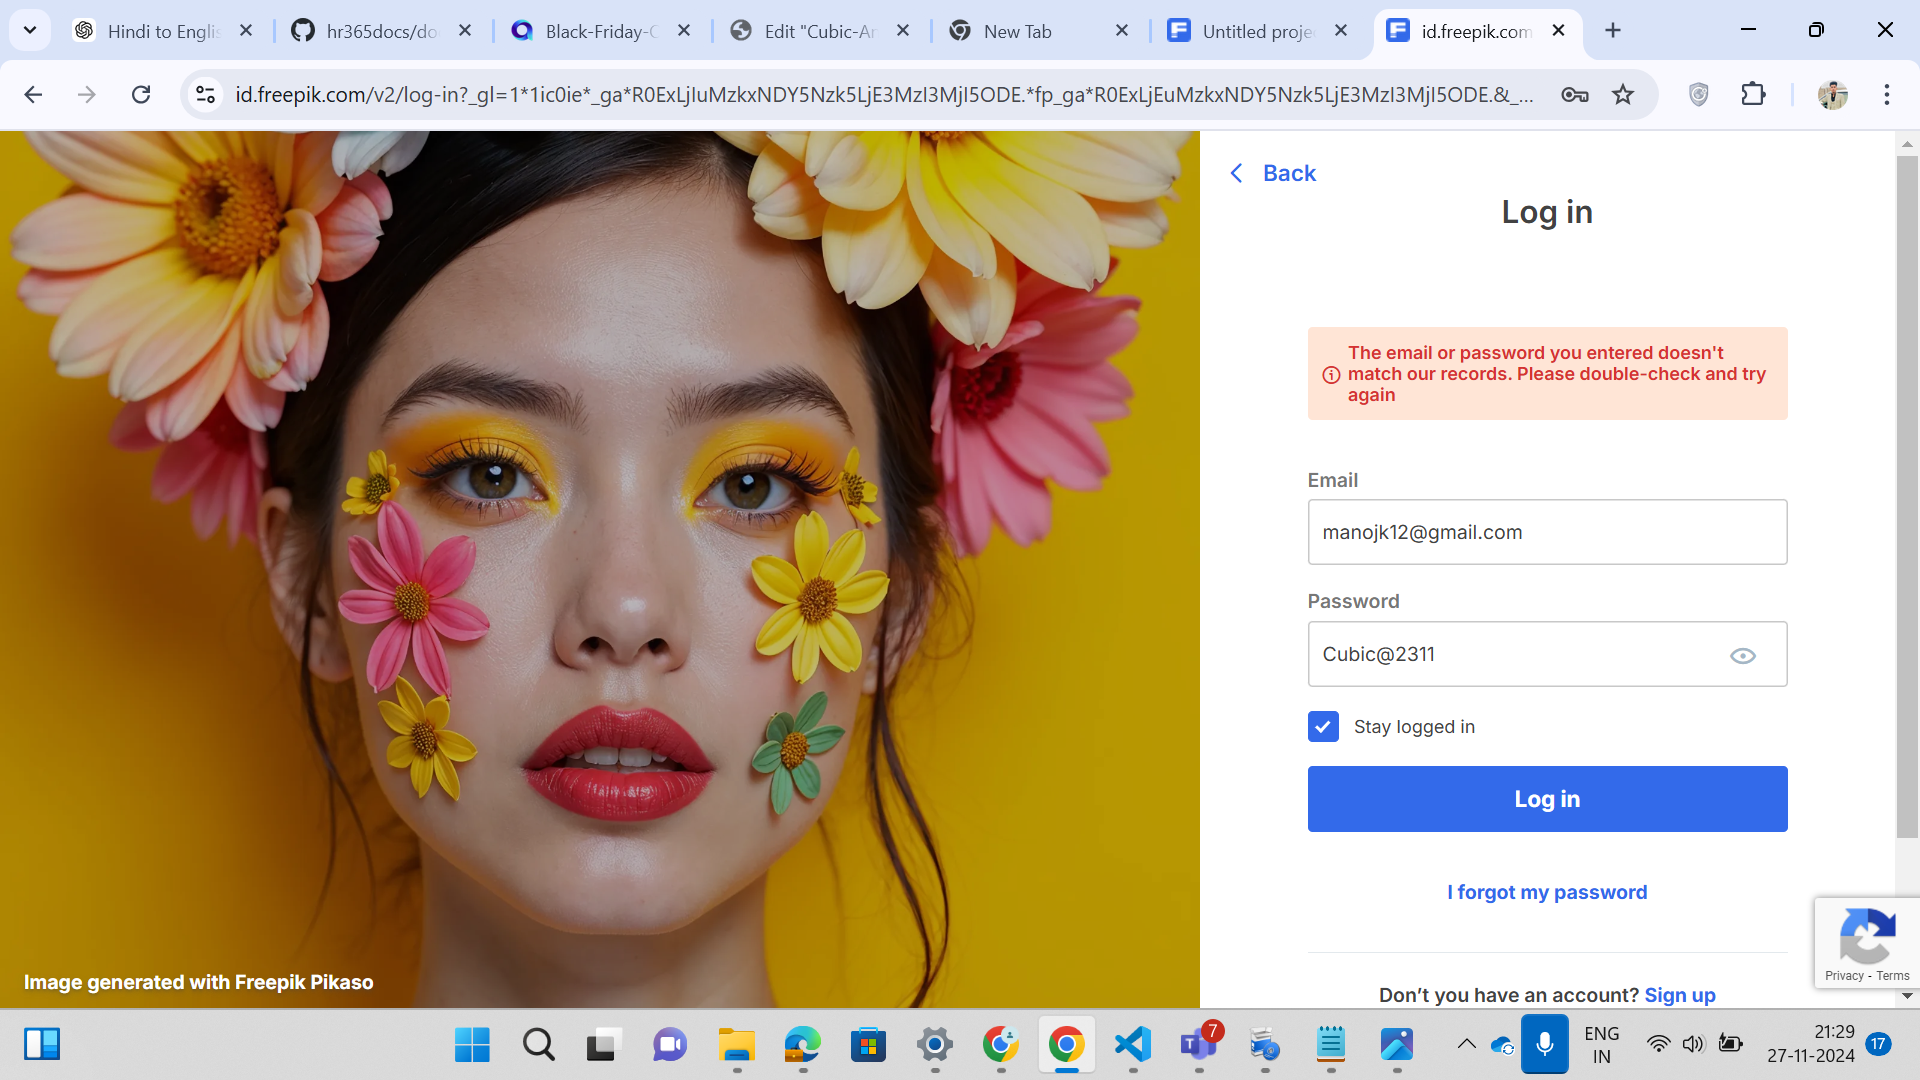 Hindi to Englis
hr365docs/do
Black-Friday-C
Edit "Cubic-Ar
New Tab
Untitled proje
id.freepik.com
id.freepik.com/v2/log-in?_gl=1*1ic0ie*_ga*R0ExLjIuMzkxNDY5Nzk5LjE3MzI3MjI5ODE.*fp_ga*R0ExLjEuMzkxNDY5Nzk5LjE3MzI3MjI5ODE.&_...
Back
Log in
The email or password you entered doesn't
match our records. Please double-check and try
again
Email
manojk12@gmail.com
Password
Cubic@2311
Stay logged in
Log in
I forgot my password
Privacy - Terms
Image generated with Freepik Pikaso
Don’t you have an account? Sign up
7
ENG
IN
21:29
27-11-2024
17